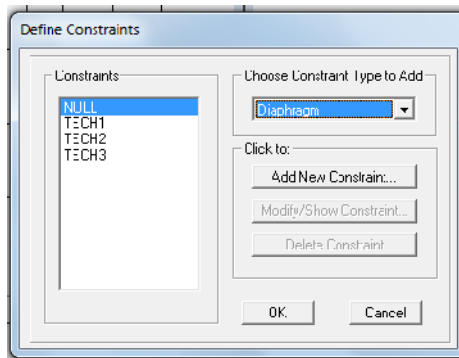 Define Constraints
Constraints
NULL
TECH1
TECH2
TECH3
Choose Constraint Type to Add
Diaphragm
Click to:
Add New Constraint...
Modify/Show Constraint...
Delete Constraint
OK
Cancel